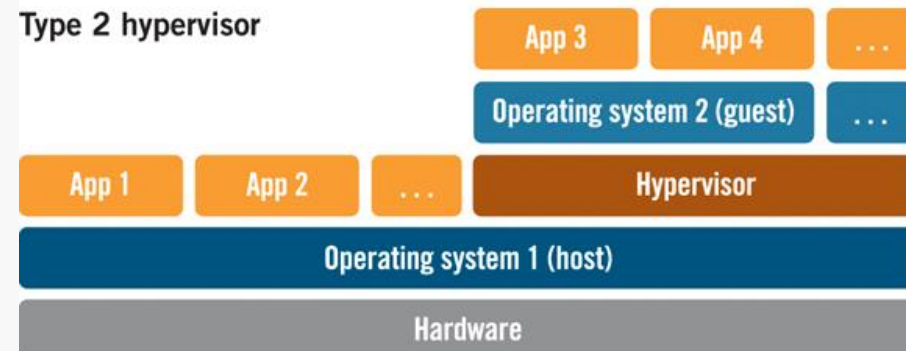 Type 2 hypervisor
App 3 App 4 ...
Operating system 2 (guest) ...
App 1 App 2 ... Hypervisor
Operating system 1 (host)
Hardware